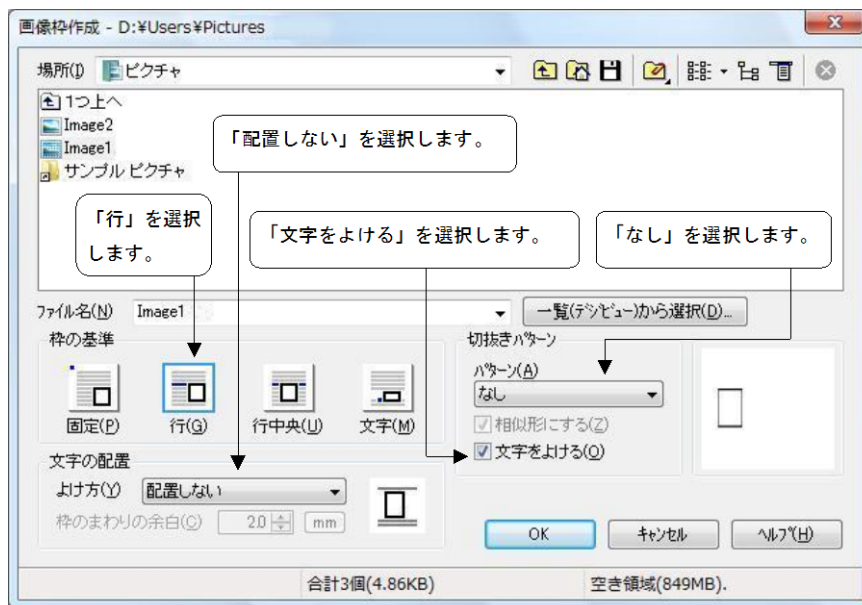 画像枠作成 - D:¥Users¥Pictures
場所(I) ピクチャ
1つ上へ
Image2
Image1
サンプル ピクチャ
「配置しない」を選択します。
「行」を選択
します。
「文字をよける」を選択します。
「なし」を選択します。
ファイル名(N) Image1 一覧(デジビュー)から選択(D)...
枠の基準
固定(P) 行(G) 行中央(U) 文字(M)
切抜きパターン
パターン(A)
なし
相似形にする(Z)
文字をよける(O)
文字の配置
よけ方(Y) 配置しない
枠のまわりの余白(C) 2.0 mm
OK キャンセル ヘルプ(H)
合計3個(4.86KB) 空き領域(849MB).